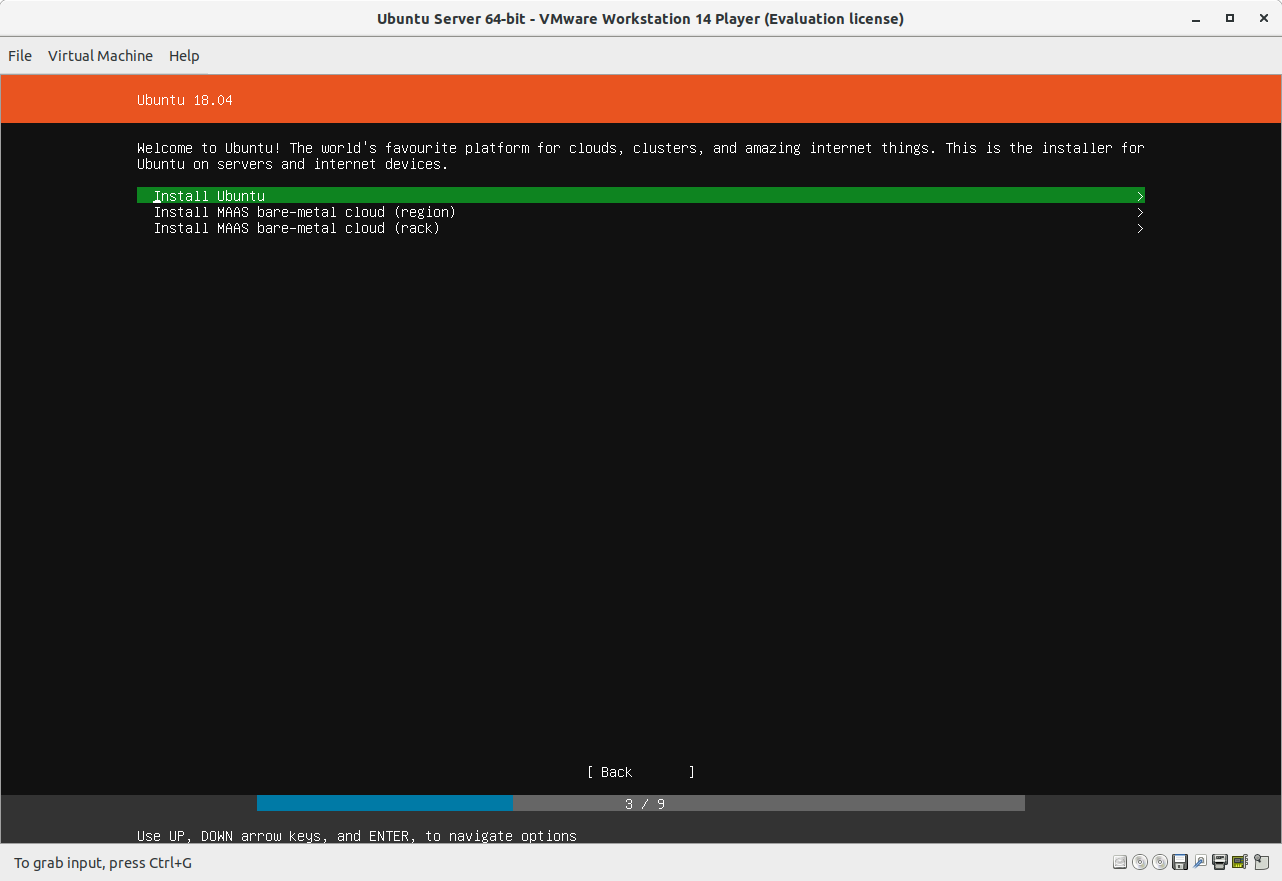 Ubuntu Server 64-bit - VMware Workstation 14 Player (Evaluation license)
File Virtual Machine Help
Ubuntu 18.04
Welcome to Ubuntu! The world's favourite platform for clouds, clusters, and amazing internet things. This is the installer for
Ubuntu on servers and internet devices.
Install Ubuntu >
Install MAAS bare-metal cloud (region) >
Install MAAS bare-metal cloud (rack) >
[ Back ]
3 / 9
Use UP, DOWN arrow keys, and ENTER, to navigate options
To grab input, press Ctrl+G